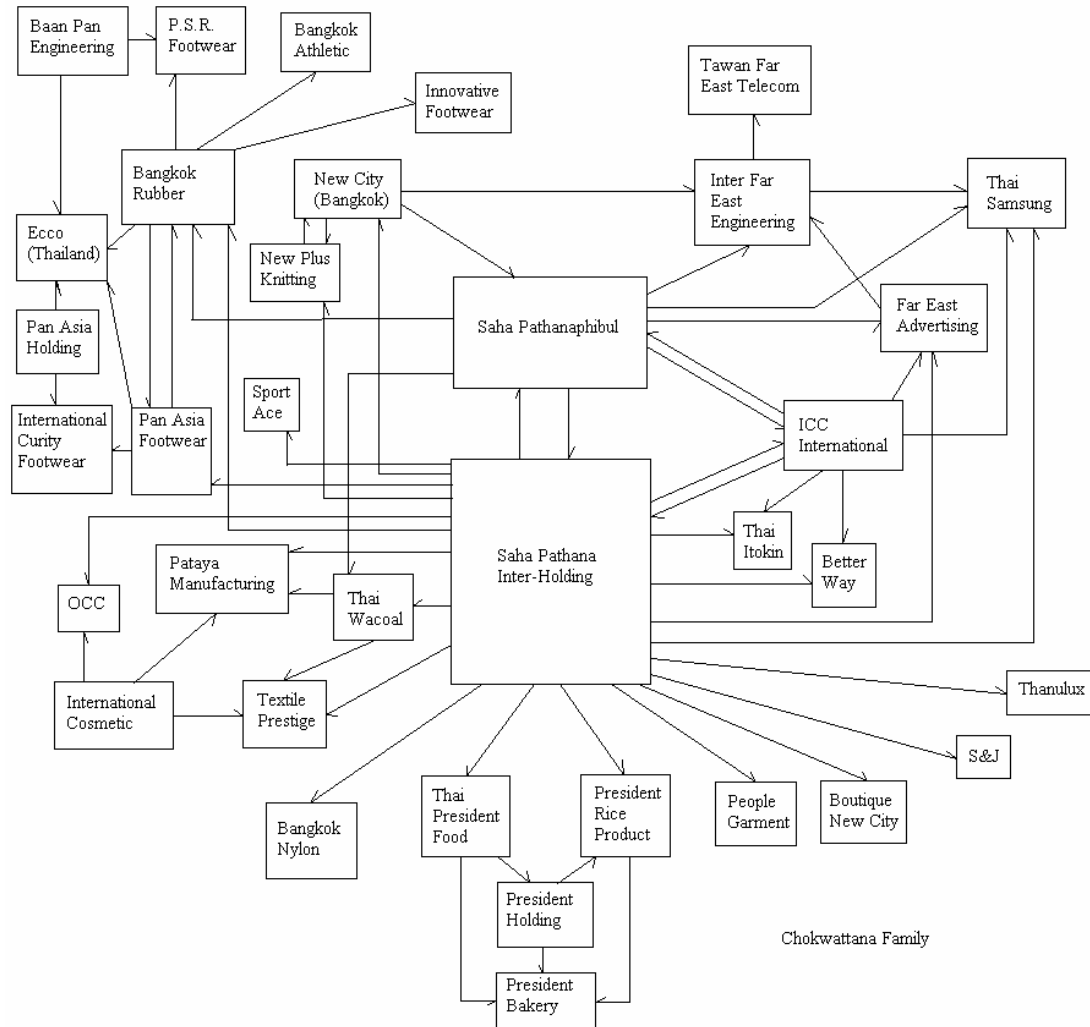 Baan Pan
Engineering
P.S.R.
Footwear
Bangkok
Athletic
Innovative
Footwear
Tawan Far
East Telecom
Bangkok
Rubber
New City
(Bangkok)
Inter Far
East
Engineering
Thai
Samsung
Ecco
(Thailand)
New Plus
Knitting
Saha Pathanaphibul
Far East
Advertising
Pan Asia
Holding
Sport
Ace
International
Curity
Footwear
Pan Asia
Footwear
ICC
International
Thai
Itokin
Better
Way
Saha Pathana
Inter-Holding
Pataya
Manufacturing
OCC
Thai
Wacoal
International
Cosmetic
Textile
Prestige
Thanulux
S&J
Bangkok
Nylon
Thai
President
Food
President
Rice
Product
People
Garment
Boutique
New City
President
Holding
Chokwattana Family
President
Bakery